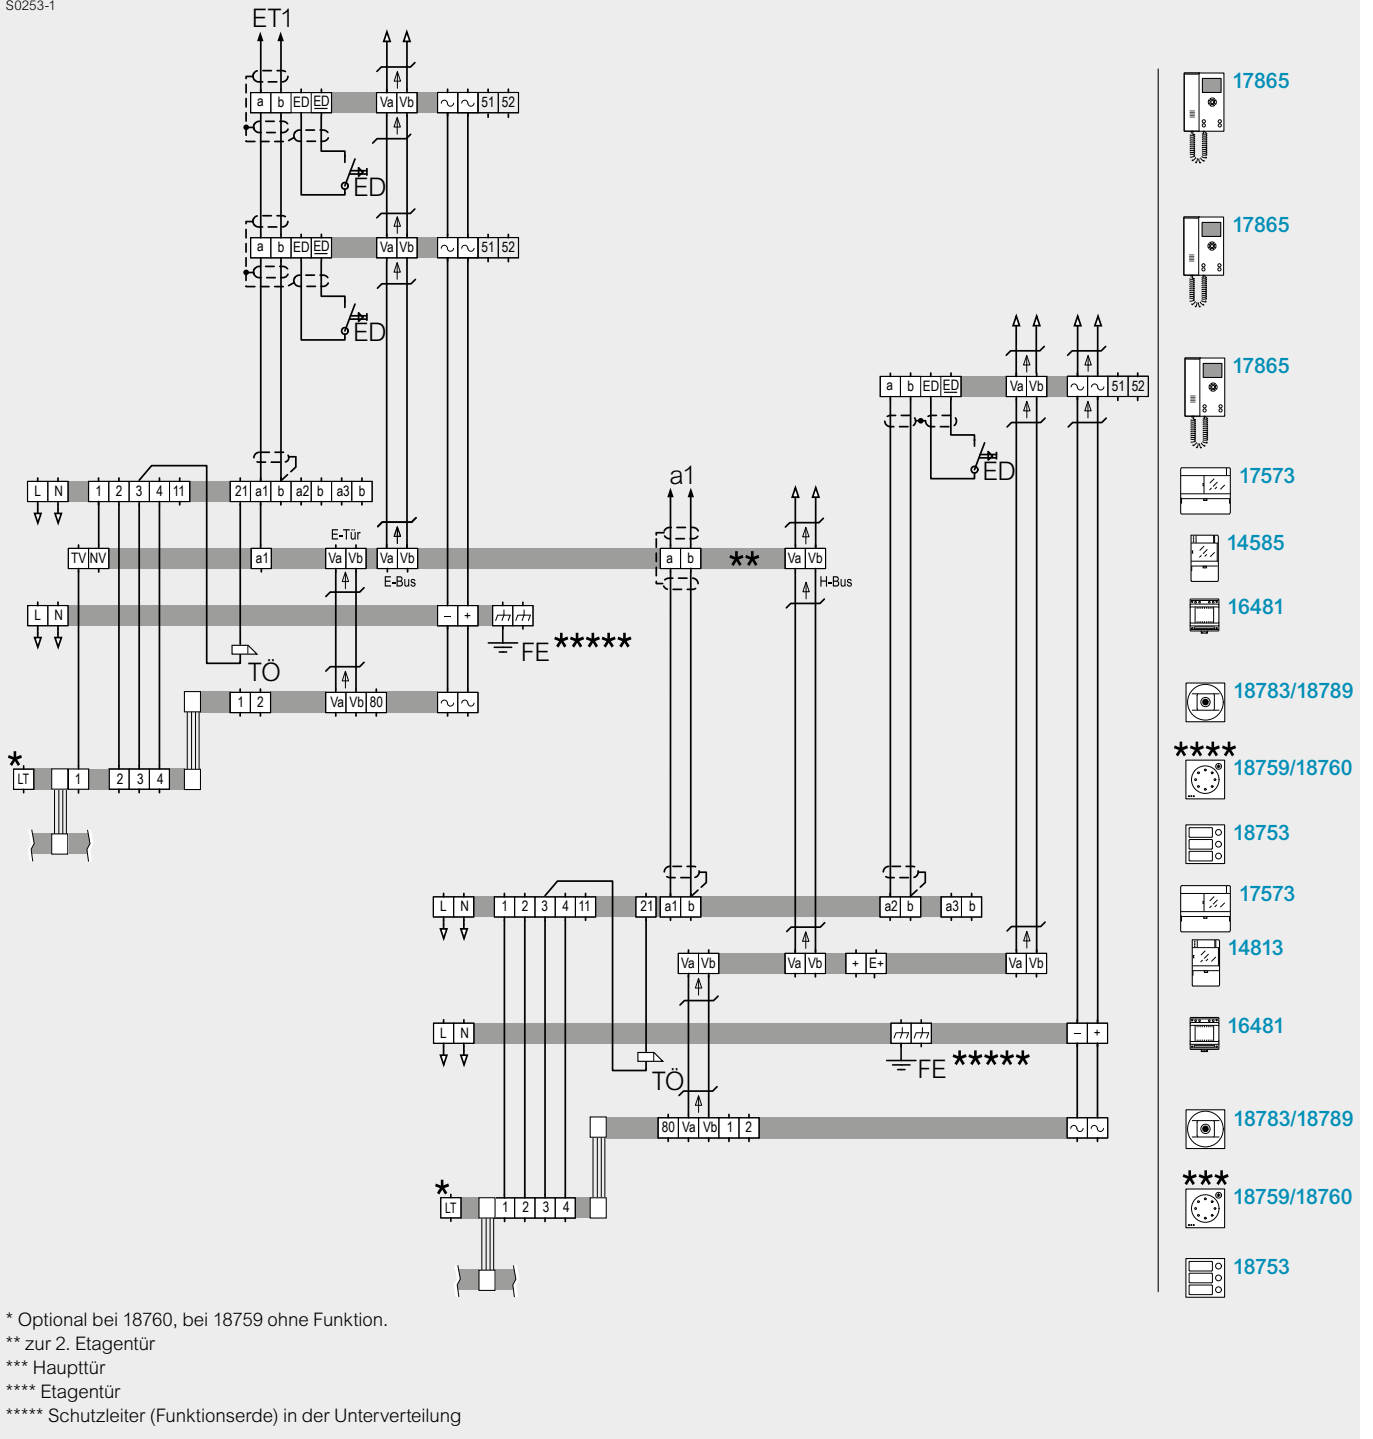 S0253-1
ET1
a b ED ED Va Vb 51 52
17865
ED
a b ED ED Va Vb 51 52
17865
ED
a b ED ED Va Vb 51 52
17865
ED
L N 1 2 3 4 11 21 a1 b a2 b a3 b
a1
17573
E-Tür
TV NV a1 Va Vb Va Vb a b ** Va Vb
14585
E-Bus H-Bus
L N – +
16481
FE *****
TÖ
1 2 Va Vb 80
18783/18789
* ****
LT 1 2 3 4
18759/18760
18753
L N 1 2 3 4 11 21 a1 b a2 b a3 b
17573
Va Vb Va Vb + E+ Va Vb
14813
L N – +
16481
FE *****
TÖ
80 Va Vb 1 2
18783/18789
* ***
LT 1 2 3 4
18759/18760
18753
* Optional bei 18760, bei 18759 ohne Funktion.
** zur 2. Etagentür
*** Haupttür
**** Etagentür
***** Schutzleiter (Funktionserde) in der Unterverteilung